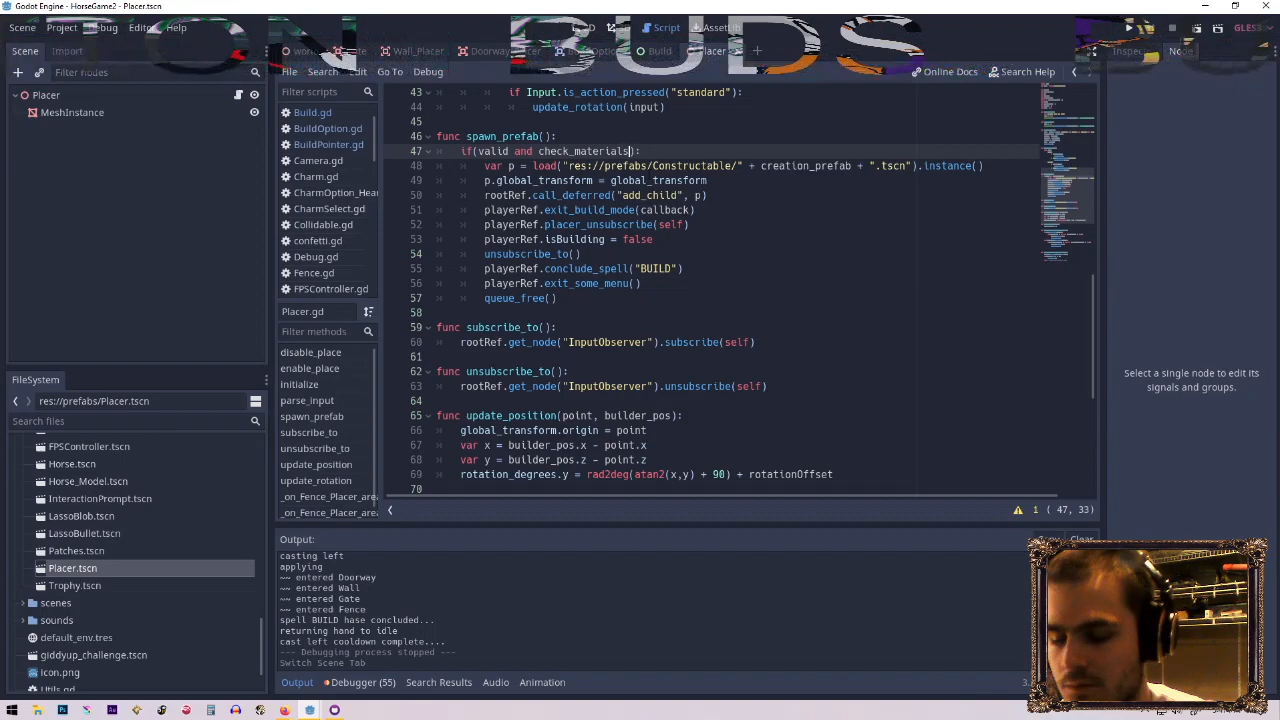 Godot Engine - HorseGame2 - Placer.tscn
Scene Project Debug Editor Help
Script AssetLib GLES3
Scene Import
Build
Node
Filter nodes
File Search Edit Go To Debug
Online Docs Search Help
Placer
MeshInstance
Filter scripts
Build.gd
BuildOption.gd
BuildPointer.gd
Camera.gd
Charm.gd
CharmOption
CharmSel
Collidable.gd
confetti.gd
Debug.gd
Fence.gd
FPSController.gd
Placer.gd
Filter methods
disable_place
enable_place
initialize
parse_input
spawn_prefab
subscribe_to
unsubscribe_to
update_position
update_rotation
_on_Fence_Placer_area
_on_Fence_Placer_area
43 if Input.is_action_pressed("standard"):
44 update_rotation(input)
45
46 func spawn_prefab():
47 if(valid and check_materials):
48 var p = load("res://prefabs/Constructable/" + creation_prefab + ".tscn").instance()
49 p.global_transform = global_transform
50 rootRef.call_deferred("add_child", p)
51 playerRef.exit_build_menu_callback)
52 playerRef.placer_unsubscribe(self)
53 playerRef.isBuilding =
54 unsubscribe_to()
55 playerRef.conclude_spell("BUILD")
56 playerRef.exit_some_menu()
57 queue_free()
58
59 func subscribe_to():
60 rootRef.get_node("InputObserver").subscribe(self)
61
62 func unsubscribe_to():
63 rootRef.get_node("InputObserver").unsubscribe(self)
64
65 func update_position(point, builder_pos):
66 global_transform.origin = point
67 var x = builder_pos.x - point.x
68 var y = builder_pos.z - point.z
69 rotation_degrees.y = rad2deg(atan2(x,y) + 90) + rotationOffset
70
1 ( 47, 33)
Select a single node to edit its
signals and groups.
FileSystem
res://prefabs/Placer.tscn
Search files
FPSController.tscn
Horse.tscn
Horse_Model.tscn
InteractionPrompt.tscn
LassoBlob.tscn
LassoBullet.tscn
Patches.tscn
Placer.tscn
Trophy.tscn
scenes
sounds
default_env.tres
giddyup_challenge.tscn
icon.png
Utils.gd
Output:
Clear
casting left
applying
~~ entered Doorway
~~ entered Wall
~~ entered Gate
~~ entered Fence
spell BUILD hase concluded...
returning hand to idle
cast left cooldown complete....
--- Debugging process stopped ---
Switch Scene Tab
Output Debugger (55) Search Results Audio Animation